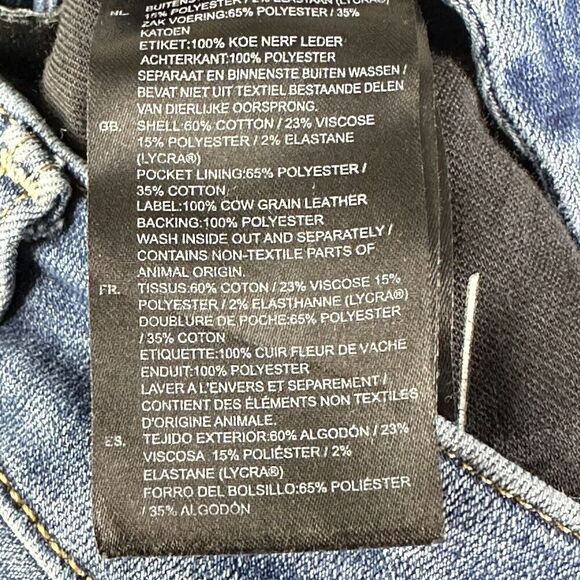 BUITENSTOF
NL. 15% POLYESTER / 2% ELASTAAN (LYCRA®)
ZAK VOERING:65% POLYESTER / 35%
KATOEN
ETIKET:100% KOE NERF LEDER
ACHTERKANT:100% POLYESTER
SEPARAAT EN BINNENSTE BUITEN WASSEN /
BEVAT NIET UIT TEXTIEL BESTAANDE DELEN
VAN DIERLIJKE OORSPRONG.
GB. SHELL:60% COTTON / 23% VISCOSE
15% POLYESTER / 2% ELASTANE
(LYCRA®)
POCKET LINING:65% POLYESTER /
35% COTTON
LABEL:100% COW GRAIN LEATHER
BACKING:100% POLYESTER
WASH INSIDE OUT AND SEPARATELY /
CONTAINS NON-TEXTILE PARTS OF
ANIMAL ORIGIN.
FR. TISSUS:60% COTON / 23% VISCOSE 15%
POLYESTER / 2% ELASTHANNE (LYCRA®)
DOUBLURE DE POCHE:65% POLYESTER
/ 35% COTON
ETIQUETTE:100% CUIR FLEUR DE VACHE
ENDUIT:100% POLYESTER
LAVER A L'ENVERS ET SEPAREMENT /
CONTIENT DES ÉLÉMENTS NON TEXTILES
D'ORIGINE ANIMALE.
ES. TEJIDO EXTERIOR:60% ALGODÓN / 23%
VISCOSA 15% POLIÉSTER / 2%
ELASTANE (LYCRA®)
FORRO DEL BOLSILLO:65% POLIÉSTER
/ 35% ALGODÓN